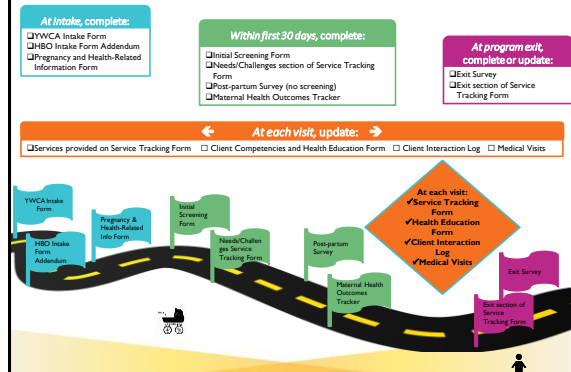 At intake, complete:
❑YWCA Intake Form
❑HBO Intake Form Addendum
❑Pregnancy and Health-Related
Information Form
Within first 30 days, complete:
❑Initial Screening Form
❑Needs/Challenges section of Service Tracking
Form
❑Post-partum Survey (no screening)
❑Maternal Health Outcomes Tracker
At program exit,
complete or update:
❑Exit Survey
❑Exit section of Service
Tracking Form
← At each visit, update: →
❑Services provided on Service Tracking Form ☐ Client Competencies and Health Education Form ☐ Client Interaction Log ☐ Medical Visits
YWCA Intake
Form
HBO Intake
Form
Addendum
Pregnancy &
Health-Related
Info Form
Initial
Screening
Form
Needs/Challen
ges Service
Tracking Form
Post-partum
Survey
Maternal Health
Outcomes
Tracker
At each visit:
✓Service Tracking
Form
✓Health Education
Form
✓Client Interaction
Log
✓Medical Visits
Exit Survey
Exit section of
Service
Tracking Form